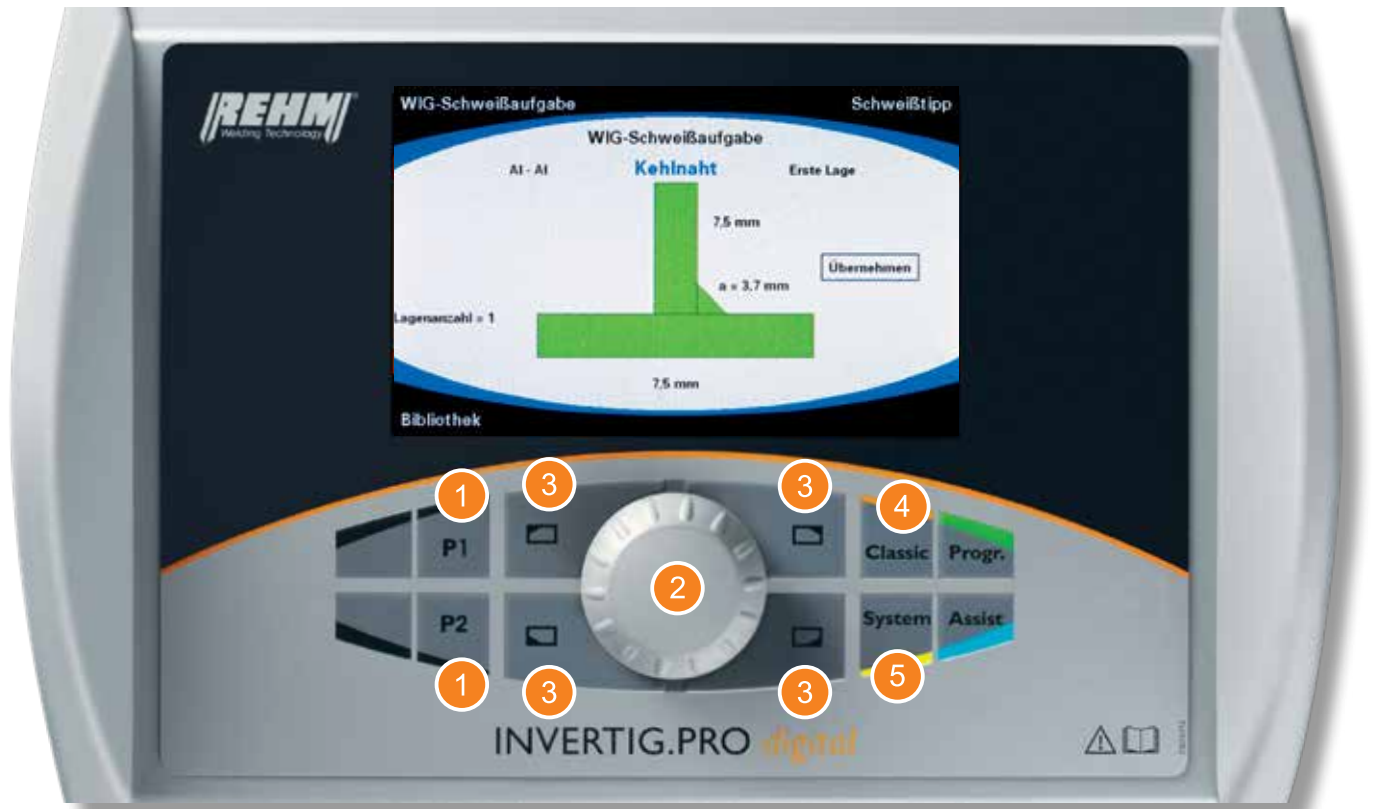 REHM®
Welding Technology
WIG-Schweißaufgabe
Schweißtipp
WIG-Schweißaufgabe
Al - Al
Kehlnaht
Erste Lage
7,5 mm
Übernehmen
a = 3,7 mm
Lagenanzahl = 1
7,5 mm
Bibliothek
1
3
3
4
P1
Classic
Progr.
2
P2
System
Assist
1
3
3
5
INVERTIG.PRO digital